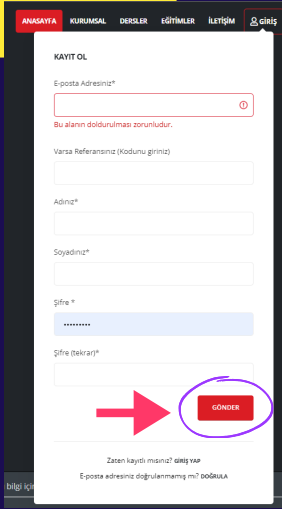 ANASAYFA KURUMSAL DERSLER EĞİTİMLER İLETİŞİM GİRİŞ
KAYIT OL
E-posta Adresiniz*
Bu alanın doldurulması zorunludur.
Varsa Referansınız (Kodunu giriniz)
Adınız*
Soyadınız*
Şifre *
•••••••••
Şifre (tekrar)*
GÖNDER
Zaten kayıtlı mısınız? GİRİŞ YAP
E-posta adresiniz doğrulanmamış mı? DOĞRULA
bilgi için